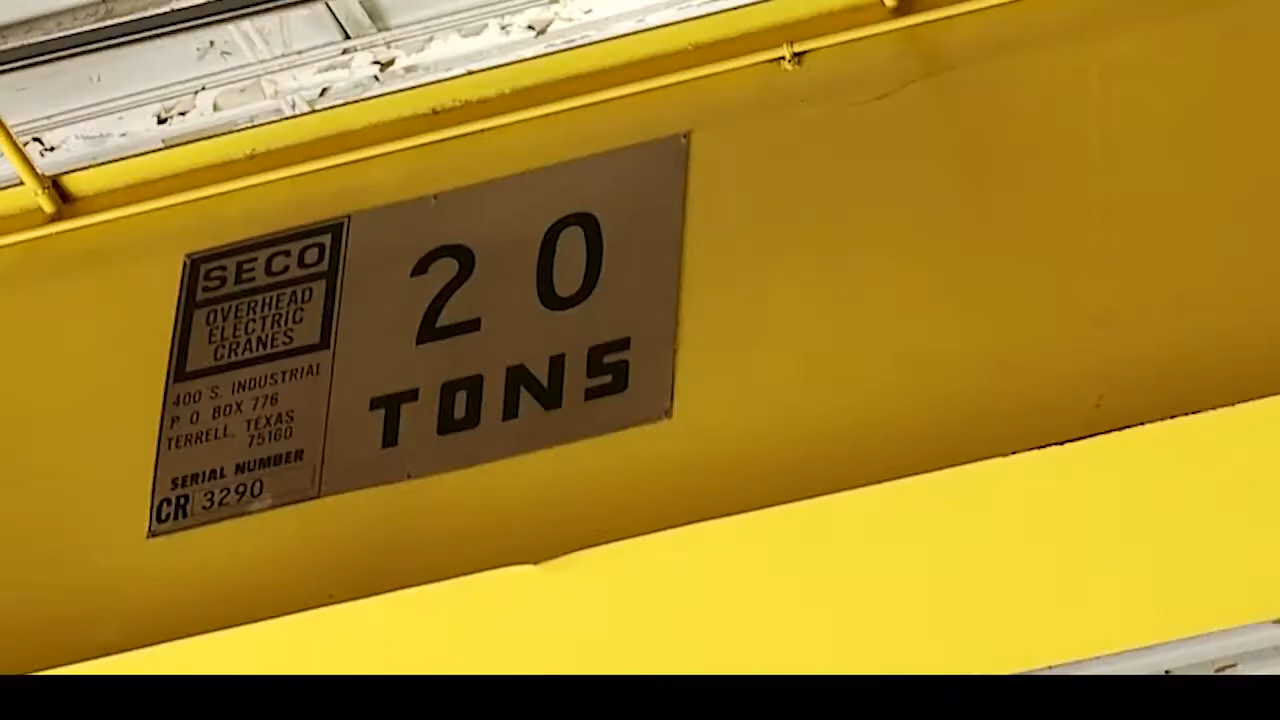 SECO
OVERHEAD
ELECTRIC
CRANES
400 S. INDUSTRIAL
P O BOX 776
TERRELL, TEXAS
75160
SERIAL NUMBER
CR 3290
20
TONS